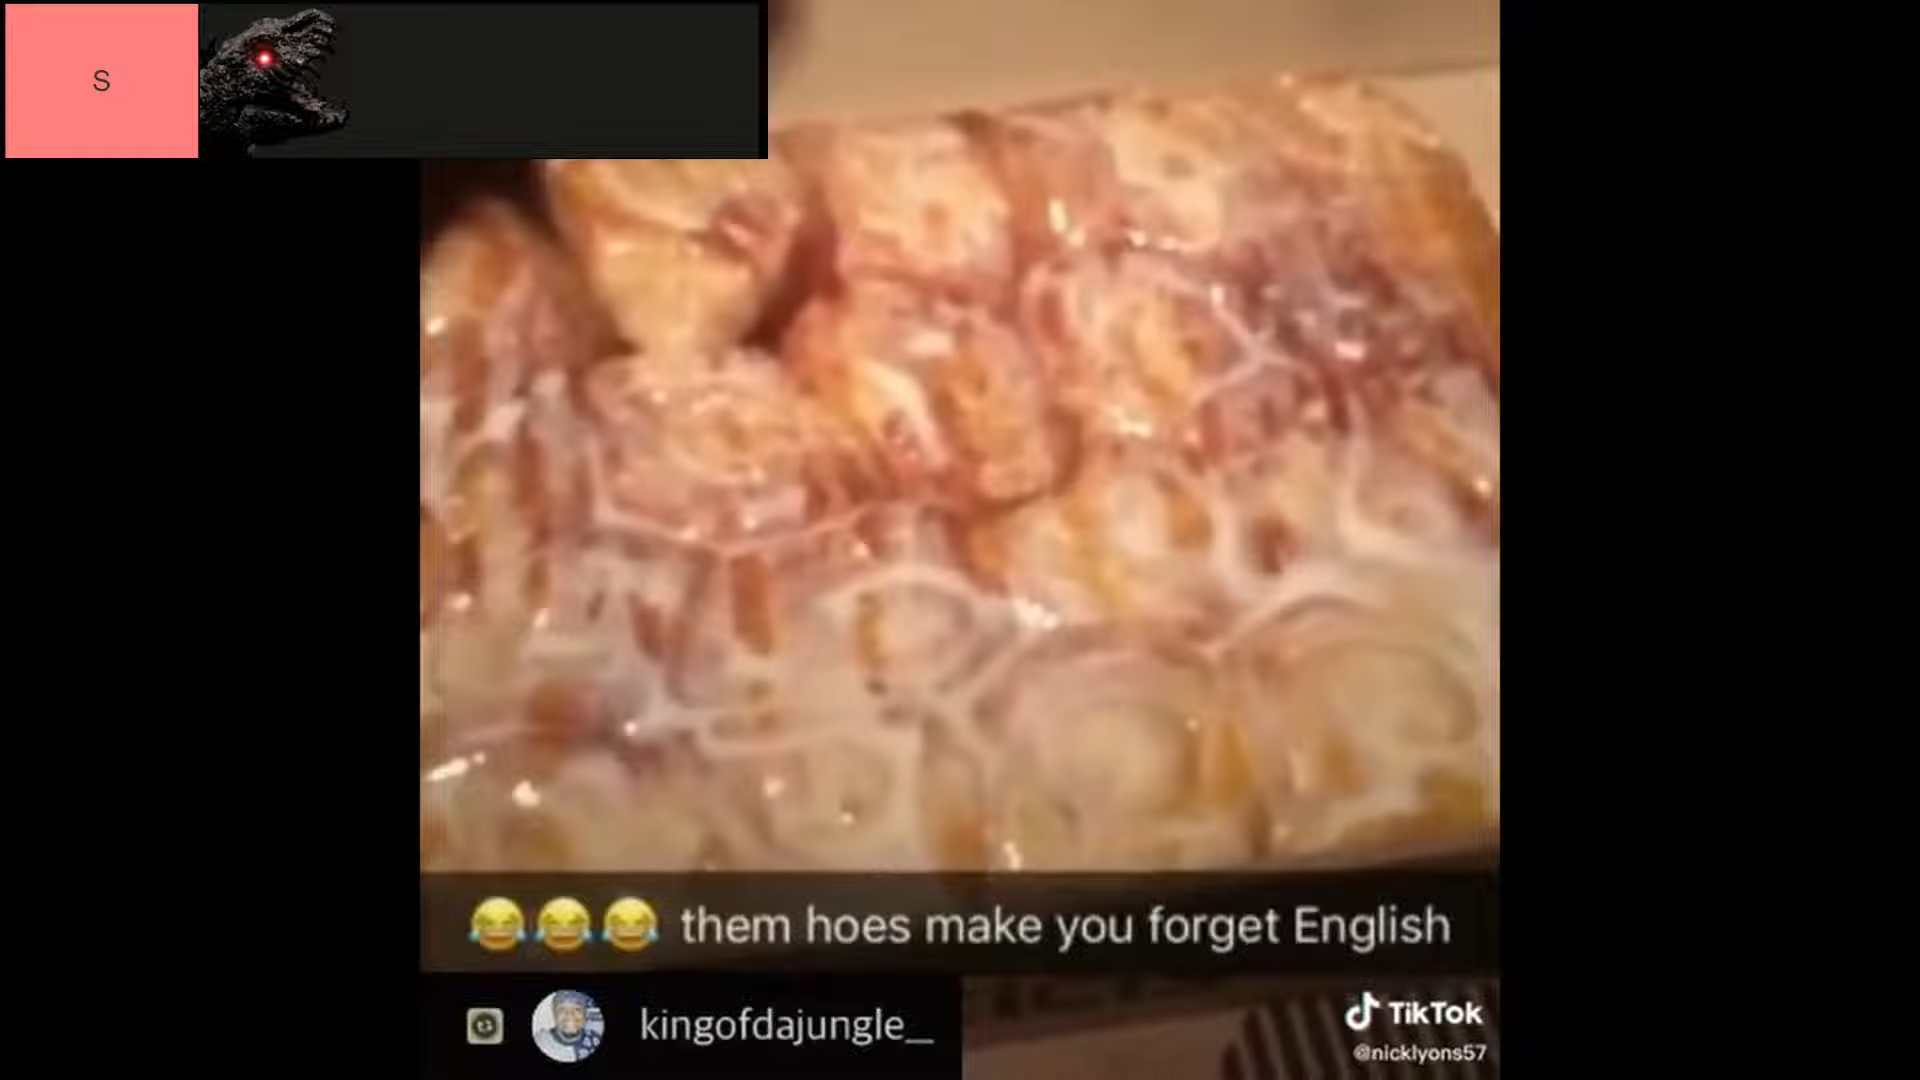 S
😂😂😂 them hoes make you forget English
kingofdajungle_
TikTok
@nicklyons57